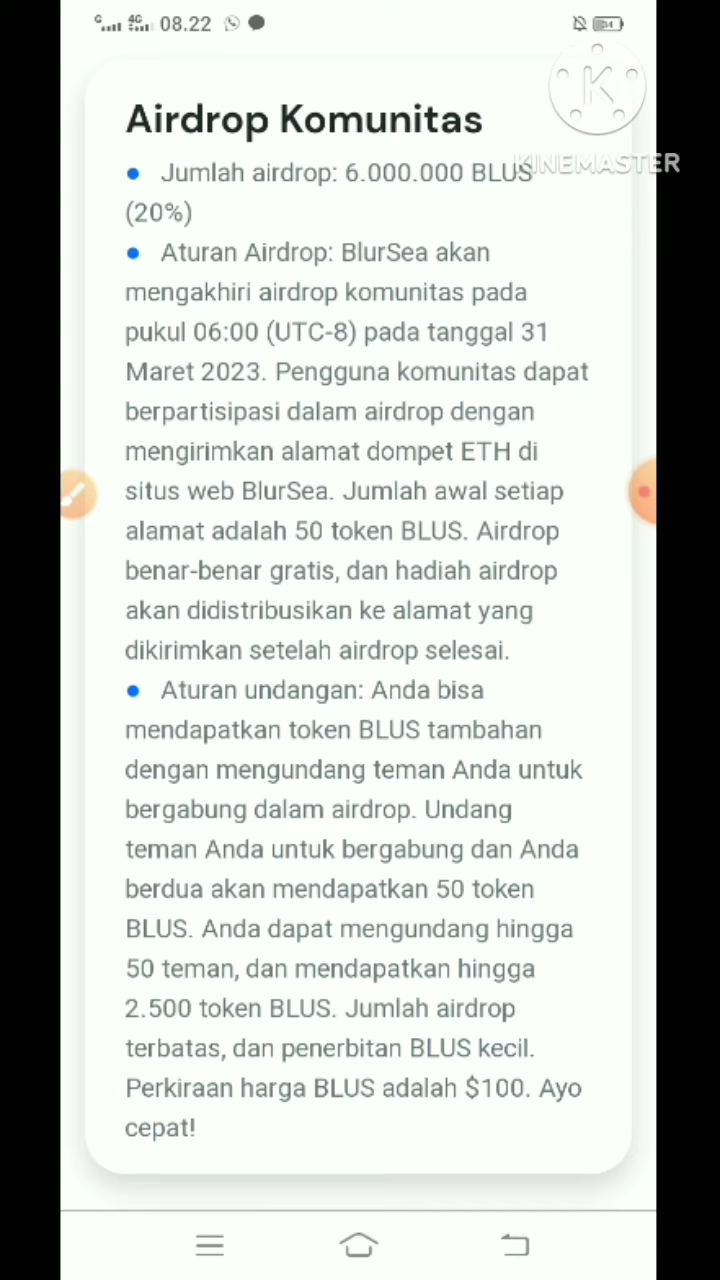 08.22
KINEMASTER
Airdrop Komunitas
Jumlah airdrop: 6.000.000 BLUS
(20%)
Aturan Airdrop: BlurSea akan
mengakhiri airdrop komunitas pada
pukul 06:00 (UTC-8) pada tanggal 31
Maret 2023. Pengguna komunitas dapat
berpartisipasi dalam airdrop dengan
mengirimkan alamat dompet ETH di
situs web BlurSea. Jumlah awal setiap
alamat adalah 50 token BLUS. Airdrop
benar-benar gratis, dan hadiah airdrop
akan didistribusikan ke alamat yang
dikirimkan setelah airdrop selesai.
Aturan undangan: Anda bisa
mendapatkan token BLUS tambahan
dengan mengundang teman Anda untuk
bergabung dalam airdrop. Undang
teman Anda untuk bergabung dan Anda
berdua akan mendapatkan 50 token
BLUS. Anda dapat mengundang hingga
50 teman, dan mendapatkan hingga
2.500 token BLUS. Jumlah airdrop
terbatas, dan penerbitan BLUS kecil.
Perkiraan harga BLUS adalah $100. Ayo
cepat!